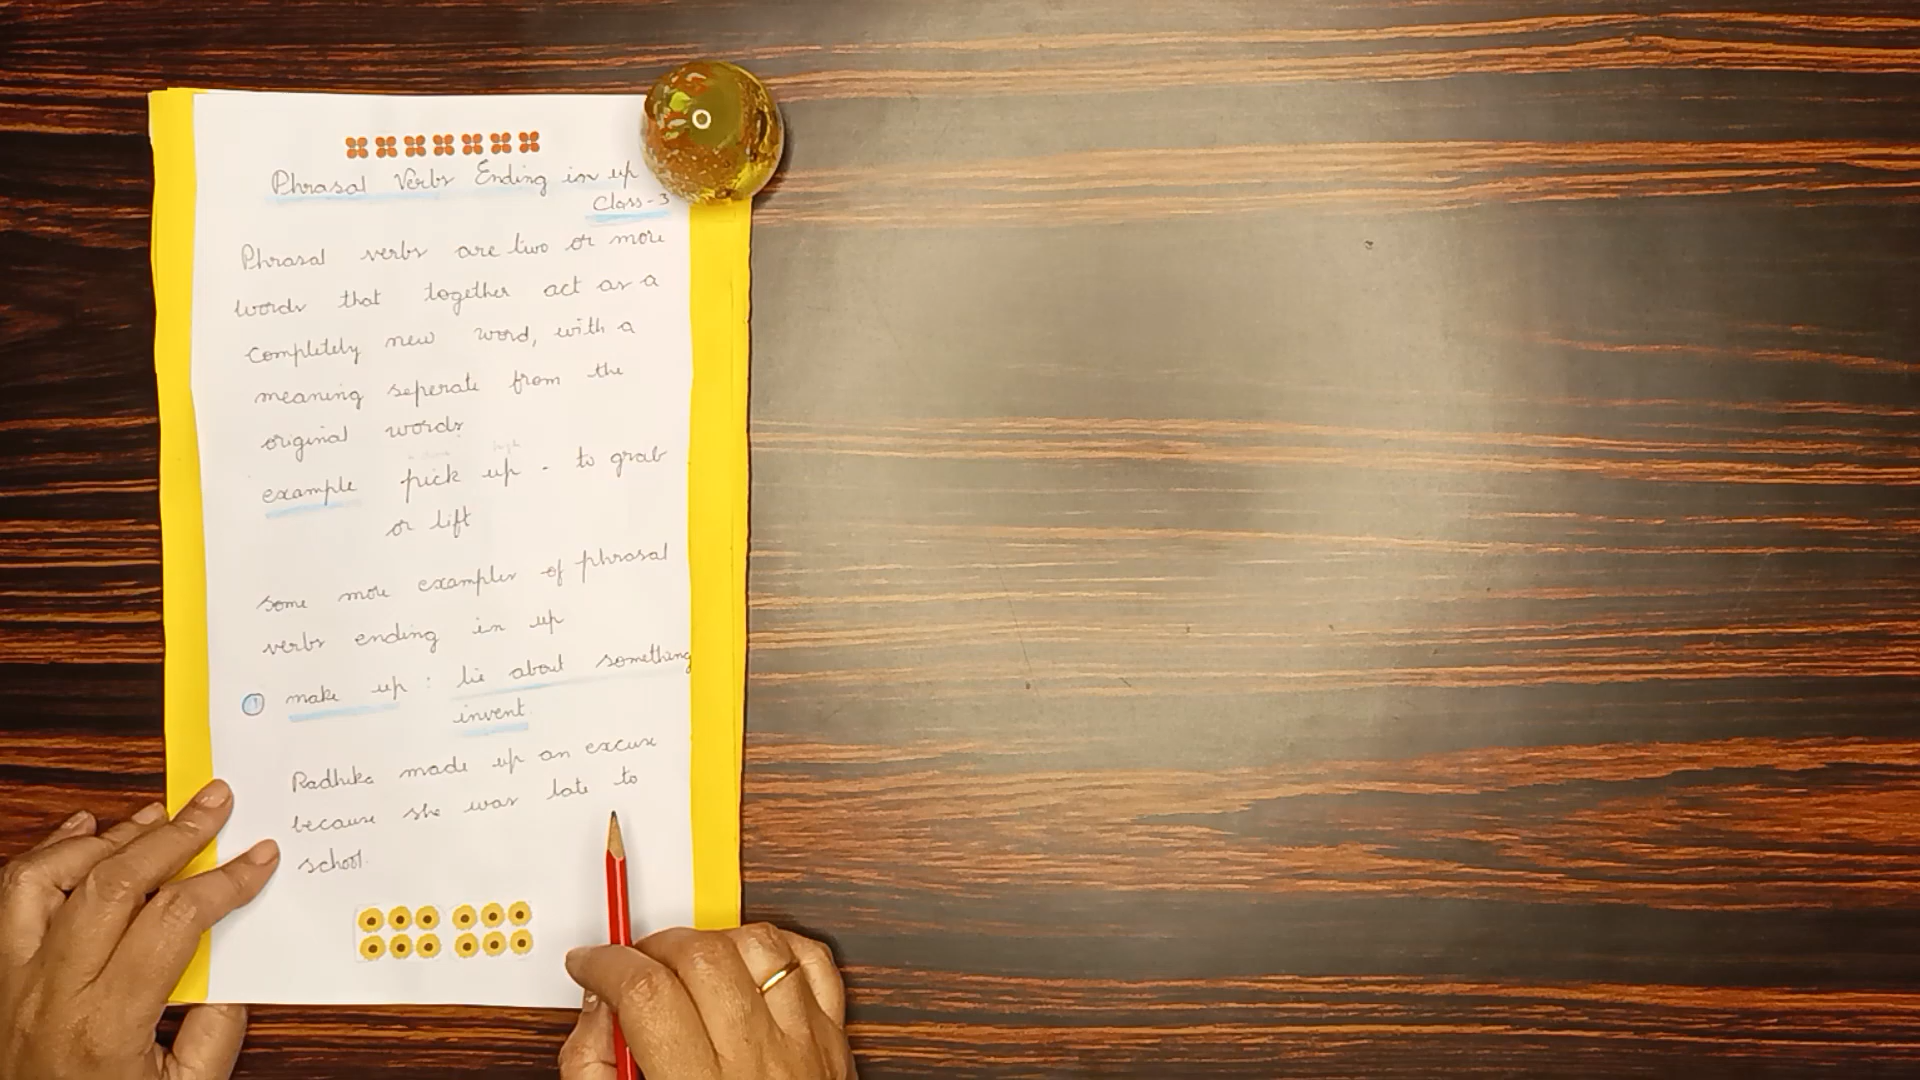 Phrasal Verbs Ending in up
Class-3
Phrasal verbs are two or more
words that together act as a
completely new word, with a
meaning seperate from the
original words
example pick up - to grab
or lift
Some more examples of phrasal
verbs ending in up
1 make up : lie about something
invent
Radhika made up an excuse
because she was late to
school.